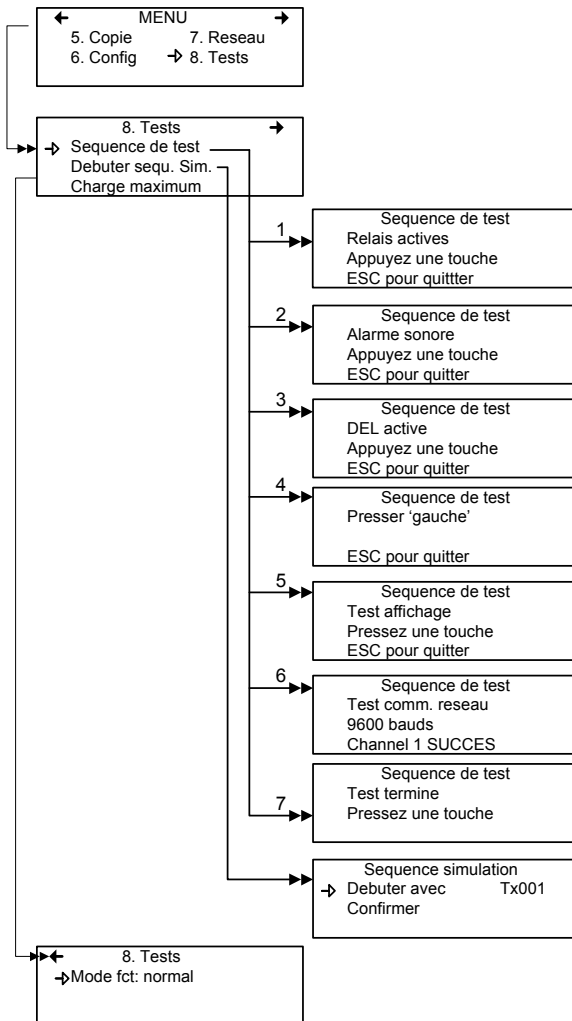 MENU
5. Copie 7. Reseau
6. Config 8. Tests
8. Tests
Sequence de test
Debuter sequ. Sim.
Charge maximum
1
Sequence de test
Relais actives
Appuyez une touche
ESC pour quittter
2
Sequence de test
Alarme sonore
Appuyez une touche
ESC pour quitter
3
Sequence de test
DEL active
Appuyez une touche
ESC pour quitter
4
Sequence de test
Presser ‘gauche’
ESC pour quitter
5
Sequence de test
Test affichage
Pressez une touche
ESC pour quitter
6
Sequence de test
Test comm. reseau
9600 bauds
Channel 1 SUCCES
7
Sequence de test
Test termine
Pressez une touche
Sequence simulation
Debuter avec Tx001
Confirmer
8. Tests
Mode fct: normal